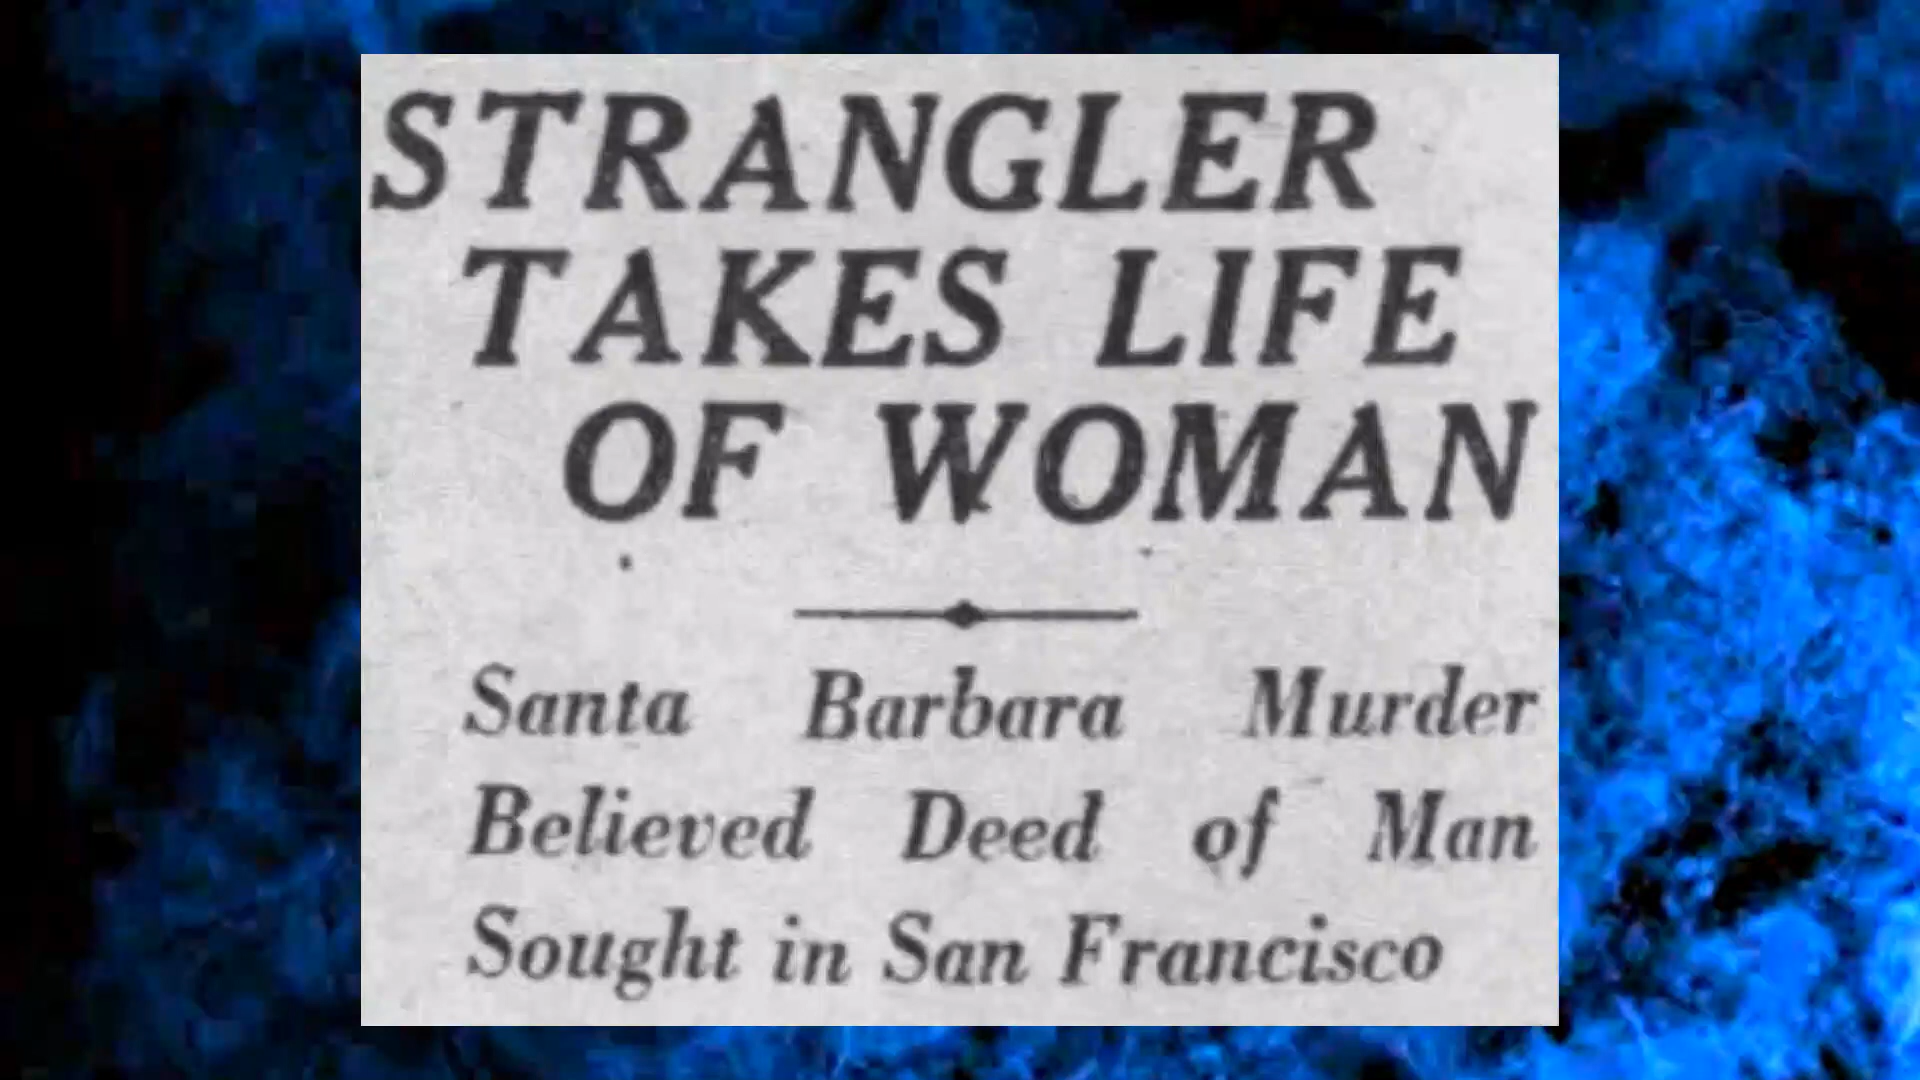 STRANGLER
TAKES LIFE
OF WOMAN
Santa Barbara Murder
Believed Deed of Man
Sought in San Francisco